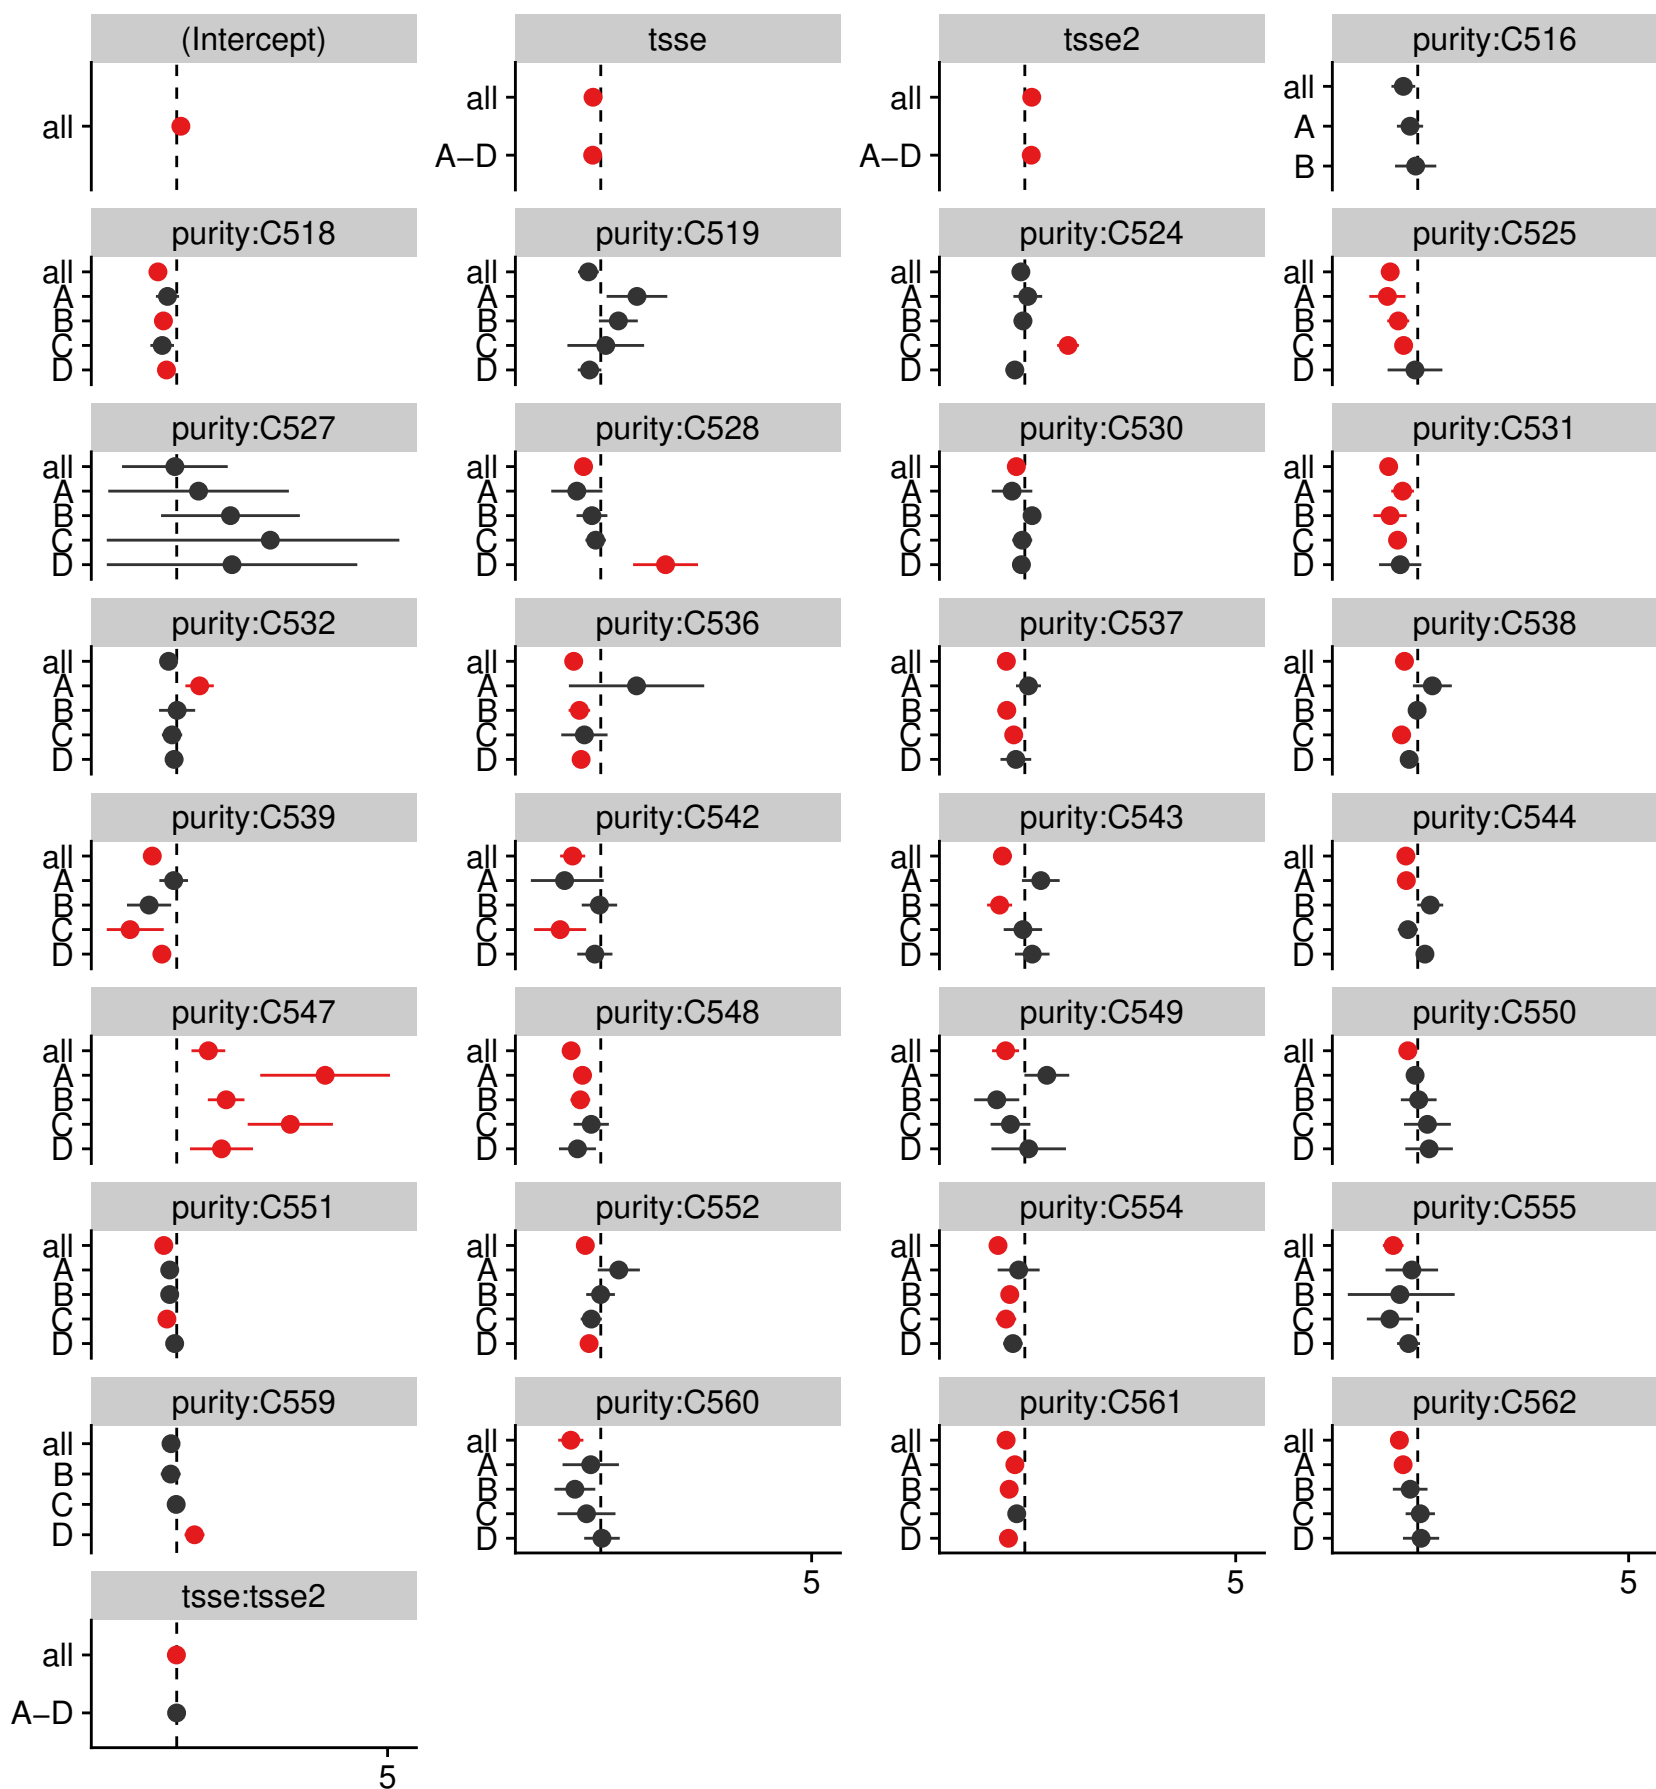 (Intercept)
tsse
tsse2
purity:C516
all
all
A−D
all
A−D
all
A
B
purity:C518
purity:C519
purity:C524
purity:C525
all
A
B
C
D
all
A
B
C
D
all
A
B
C
D
all
A
B
C
D
purity:C527
purity:C528
purity:C530
purity:C531
all
A
B
C
D
all
A
B
C
D
all
A
B
C
D
all
A
B
C
D
purity:C532
purity:C536
purity:C537
purity:C538
all
A
B
C
D
all
A
B
C
D
all
A
B
C
D
all
A
B
C
D
purity:C539
purity:C542
purity:C543
purity:C544
all
A
B
C
D
all
A
B
C
D
all
A
B
C
D
all
A
B
C
D
purity:C547
purity:C548
purity:C549
purity:C550
all
A
B
C
D
all
A
B
C
D
all
A
B
C
D
all
A
B
C
D
purity:C551
purity:C552
purity:C554
purity:C555
all
A
B
C
D
all
A
B
C
D
all
A
B
C
D
all
A
B
C
D
purity:C559
purity:C560
purity:C561
purity:C562
all
B
C
D
all
A
B
C
D
5
all
A
B
C
D
5
all
A
B
C
D
5
tsse:tsse2
all
A−D
5